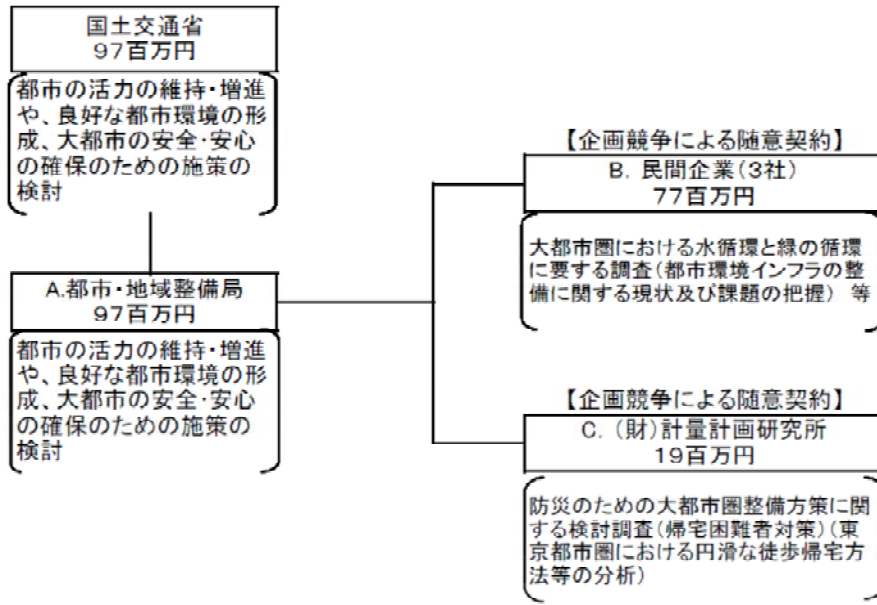 国土交通省
97百万円
都市の活力の維持・増進
や、良好な都市環境の形
成、大都市の安全・安心
の確保のための施策の
検討
A.都市・地域整備局
97百万円
都市の活力の維持・増進
や、良好な都市環境の形
成、大都市の安全・安心
の確保のための施策の
検討
【企画競争による随意契約】
B. 民間企業(3社)
77百万円
大都市圏における水循環と緑の循環
に要する調査(都市環境インフラの整
備に関する現状及び課題の把握) 等
【企画競争による随意契約】
C. (財)計量計画研究所
19百万円
防災のための大都市圏整備方策に関
する検討調査(帰宅困難者対策)(東
京都市圏における円滑な徒歩帰宅方
法等の分析)